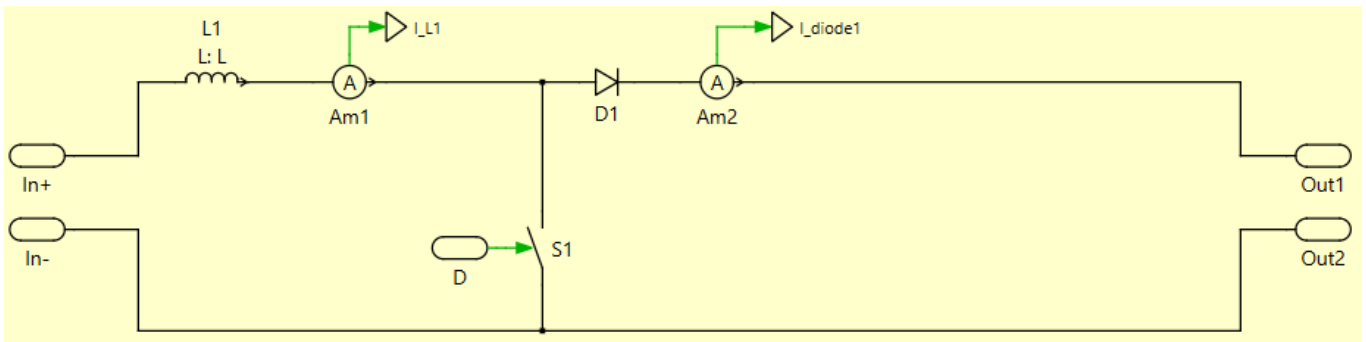 I_L1
I_diode1
L1
L: L
A
A
Am1
D1
Am2
In+
Out1
In-
D
S1
Out2